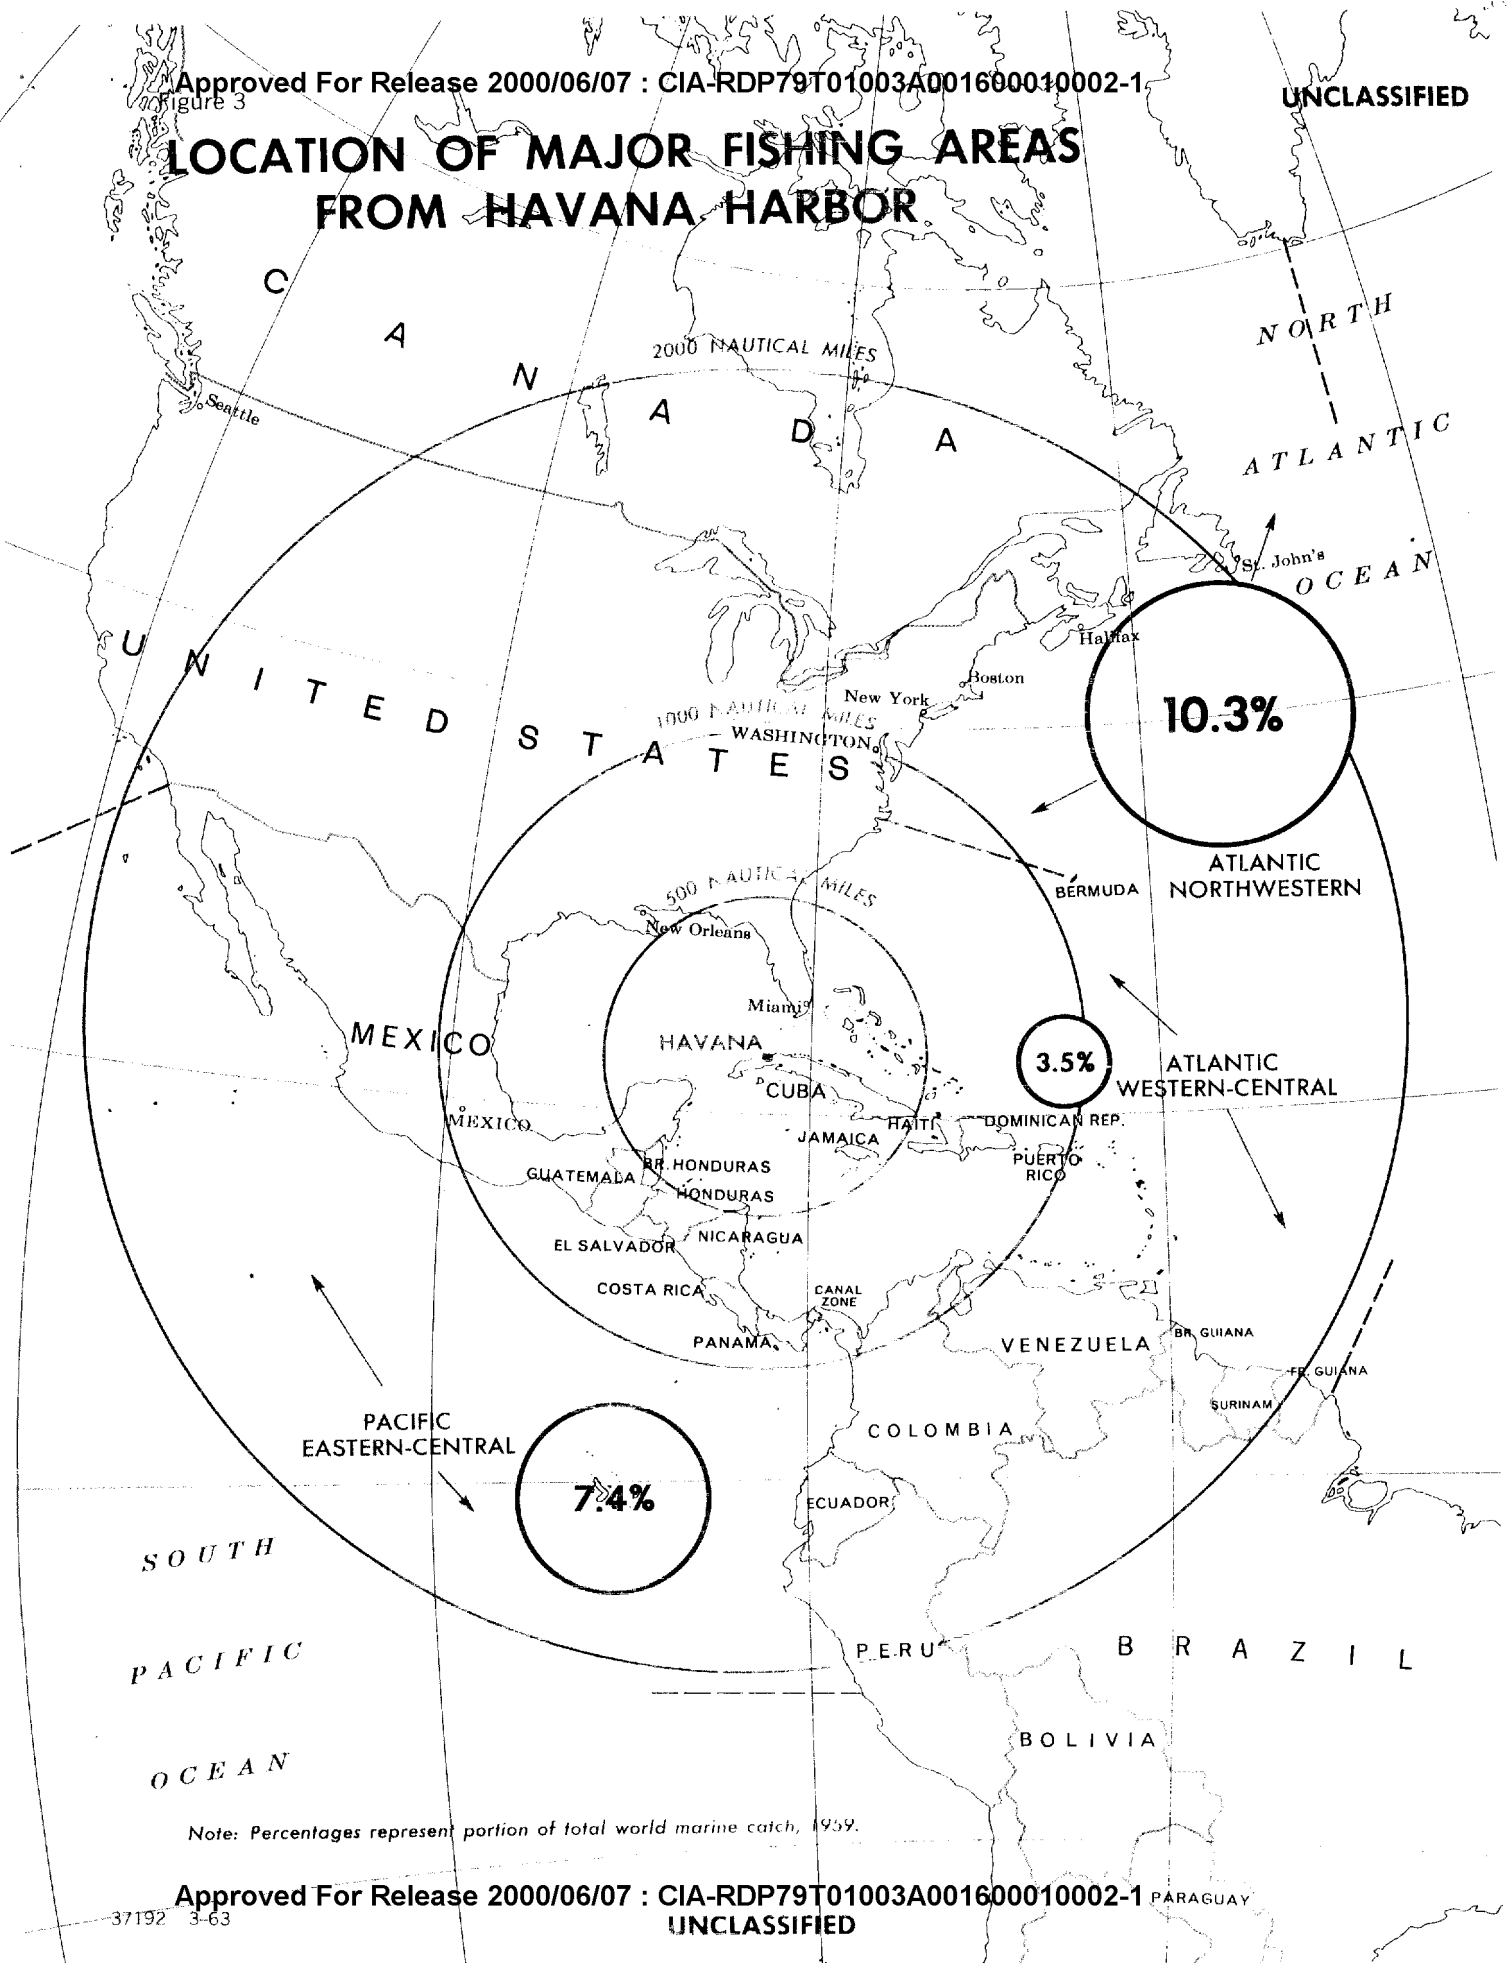 Approved For Release 2000/06/07 : CIA-RDP79T01003A001600010002-1
Figure 3
UNCLASSIFIED
LOCATION OF MAJOR FISHING AREAS
FROM HAVANA HARBOR
CANADA
NORTH
ATLANTIC
OCEAN
2000 NAUTICAL MILES
Seattle
St. John's
Halifax
Boston
New York
UNITED STATES
1000 NAUTICAL MILES
WASHINGTON
10.3%
ATLANTIC
NORTHWESTERN
BERMUDA
500 NAUTICAL MILES
New Orleans
Miami
MEXICO
HAVANA
3.5%
ATLANTIC
WESTERN-CENTRAL
CUBA
MEXICO
HAITI
DOMINICAN REP.
JAMAICA
PUERTO
RICO
BR. HONDURAS
GUATEMALA
HONDURAS
NICARAGUA
EL SALVADOR
COSTA RICA
CANAL
ZONE
PANAMA
VENEZUELA
BR. GUIANA
FR. GUIANA
SURINAM
PACIFIC
EASTERN-CENTRAL
COLOMBIA
7.4%
ECUADOR
SOUTH
PACIFIC
OCEAN
PERU
BRAZIL
BOLIVIA
Note: Percentages represent portion of total world marine catch, 1959.
Approved For Release 2000/06/07 : CIA-RDP79T01003A001600010002-1
PARAGUAY
37192 3-63
UNCLASSIFIED